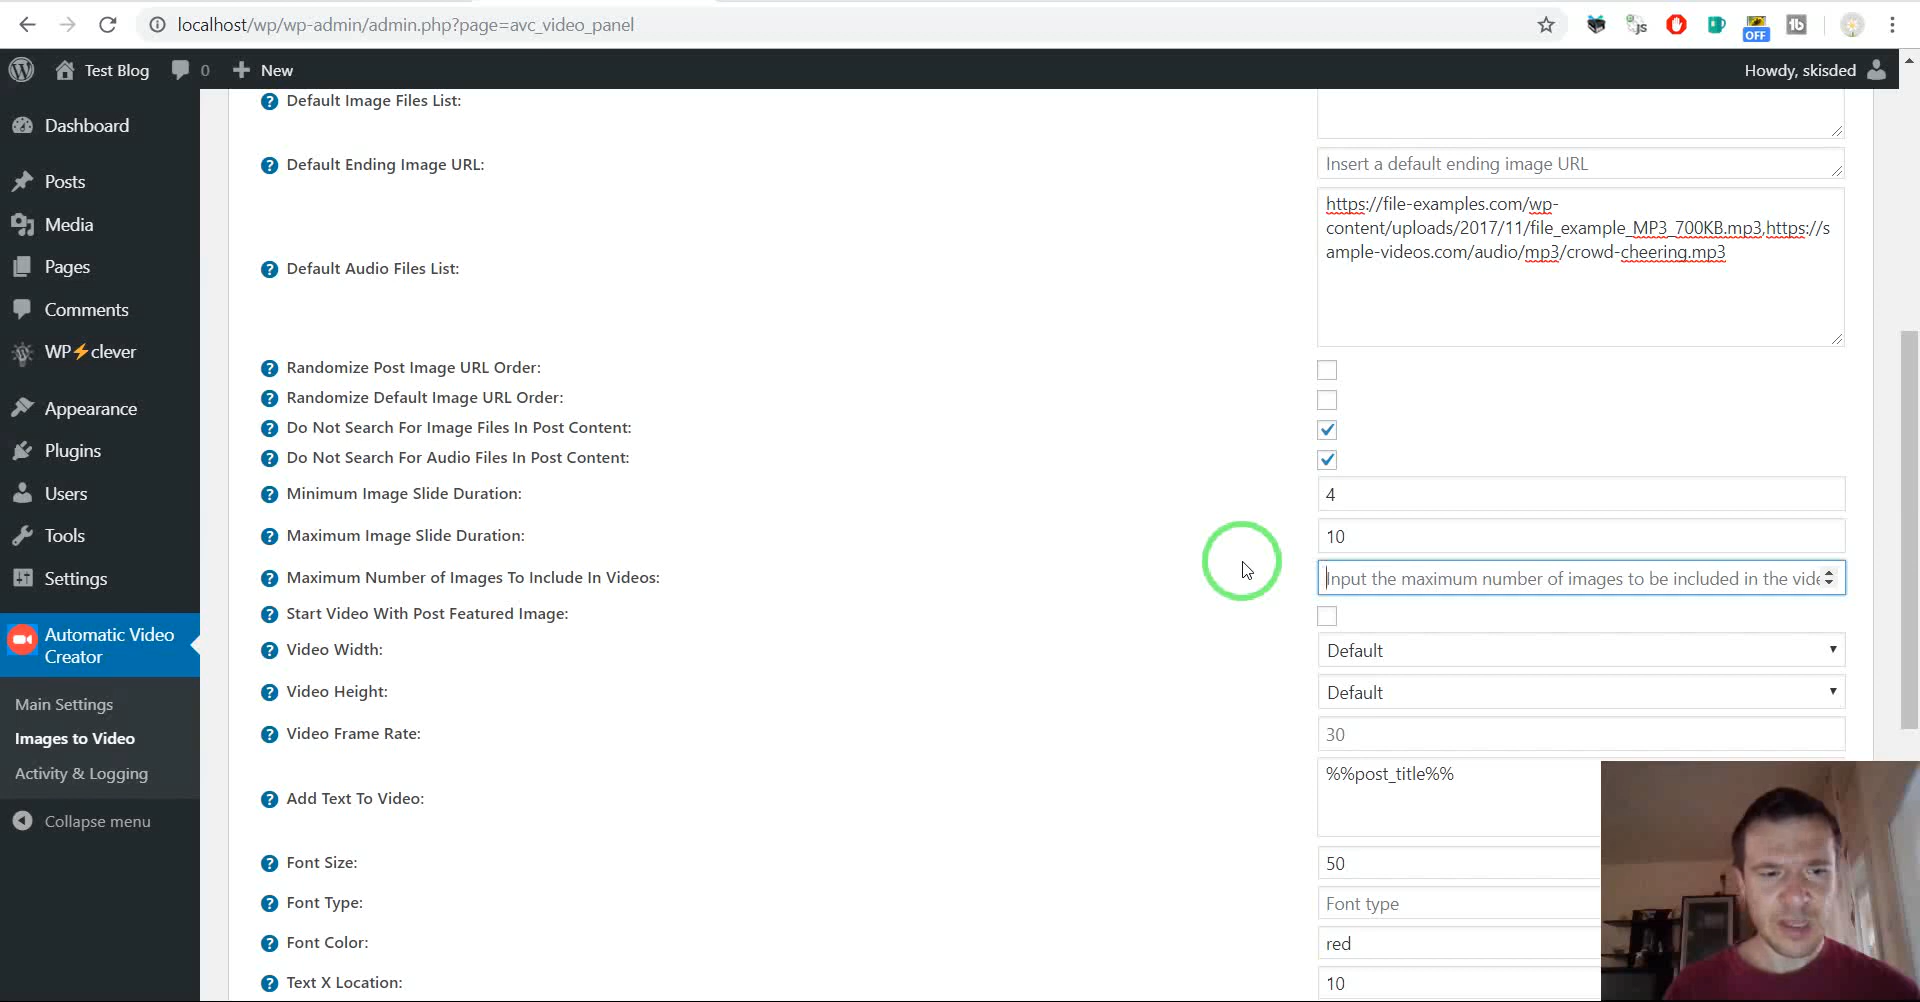 localhost/wp/wp-admin/admin.php?page=avc_video_panel
JS
OFF
Test Blog
0
New
Howdy, skisded
Dashboard
Posts
Media
Pages
Comments
WP⚡clever
Appearance
Plugins
Users
Tools
Settings
Automatic Video
Creator
Main Settings
Images to Video
Activity & Logging
Collapse menu
Default Image Files List:
Default Ending Image URL:
Insert a default ending image URL
Default Audio Files List:
https://file-examples.com/wp-
content/uploads/2017/11/file_example_MP3_700KB.mp3,https://s
ample-videos.com/audio/mp3/crowd-cheering.mp3
Randomize Post Image URL Order:
Randomize Default Image URL Order:
Do Not Search For Image Files In Post Content:
Do Not Search For Audio Files In Post Content:
Minimum Image Slide Duration:
4
Maximum Image Slide Duration:
10
Maximum Number of Images To Include In Videos:
Input the maximum number of images to be included in the vide
Start Video With Post Featured Image:
Video Width:
Default
Video Height:
Default
Video Frame Rate:
30
Add Text To Video:
%%post_title%%
Font Size:
50
Font Type:
Font type
Font Color:
red
Text X Location:
10